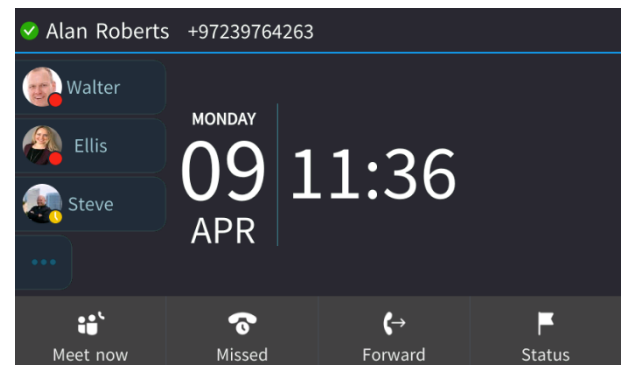 Alan Roberts +97239764263
Walter
Ellis
Steve
MONDAY
09
APR
11:36
Meet now
Missed
Forward
Status